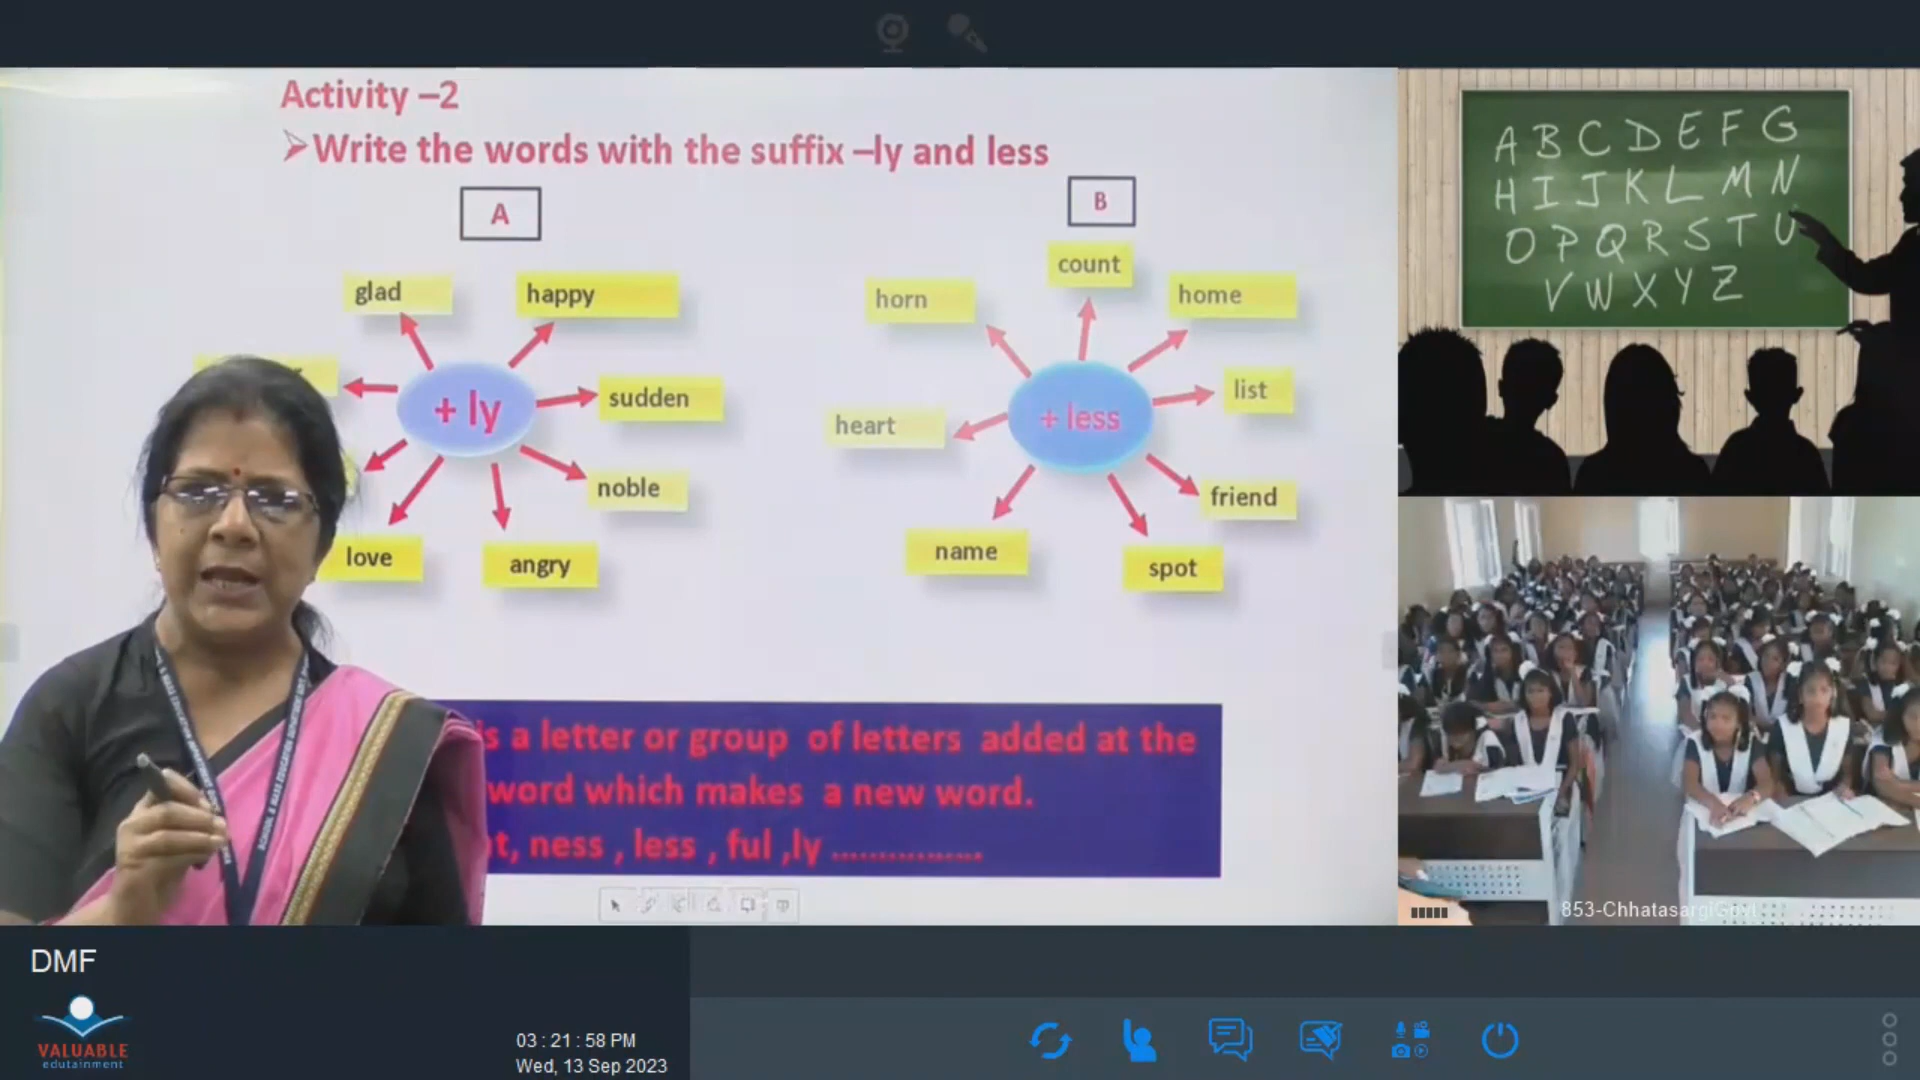 Activity –2
➢Write the words with the suffix –ly and less
A
B
glad
happy
sudden
noble
angry
love
+ ly
count
horn
home
list
heart
friend
name
spot
+ less
is a letter or group of letters added at the
word which makes a new word.
ness , less , ful ,ly ...............
A B C D E F G
H I J K L M N
O P Q R S T U
V W X Y Z
853-ChhatasargiGovt
DMF
VALUABLE
edutainment
03 : 21 : 58 PM
Wed, 13 Sep 2023